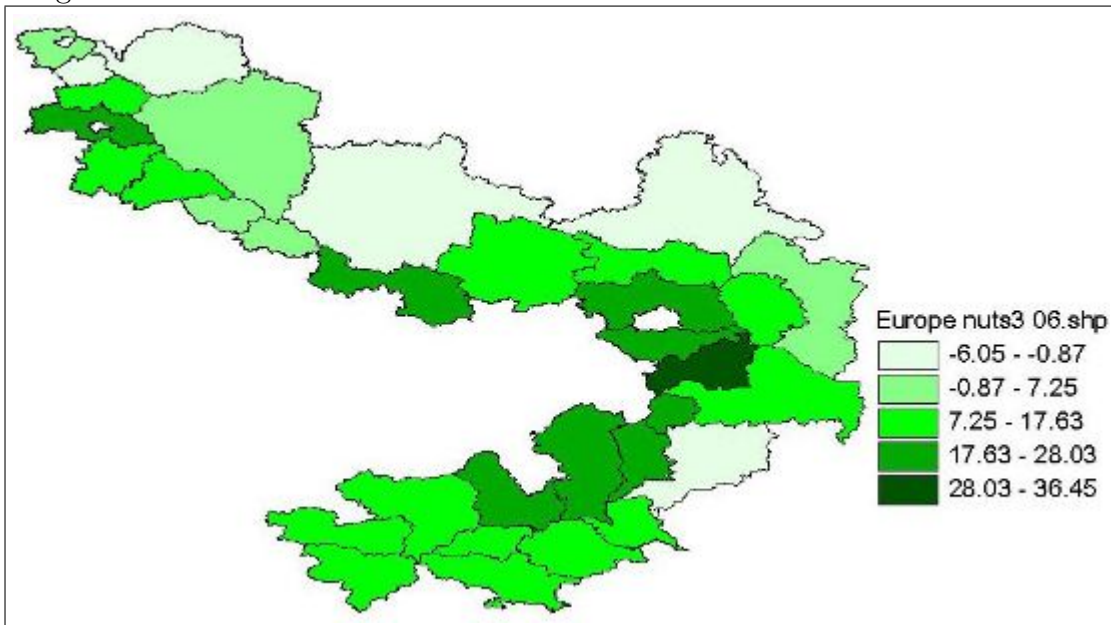 Europe nuts3 06.shp
-6.05 - -0.87
-0.87 - 7.25
7.25 - 17.63
17.63 - 28.03
28.03 - 36.45